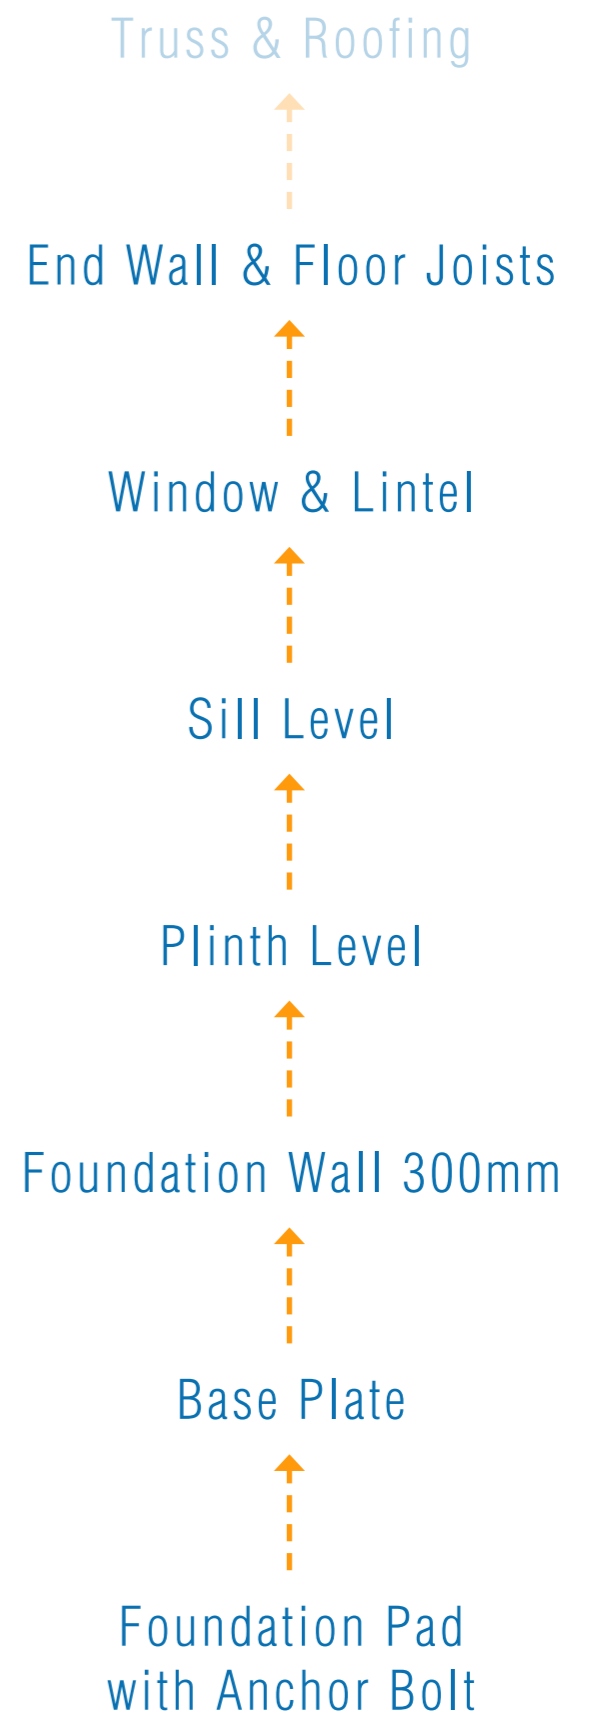 Truss & Roofing
End Wall & Floor Joists
Window & Lintel
Sill Level
Plinth Level
Foundation Wall 300mm
Base Plate
Foundation Pad
with Anchor Bolt